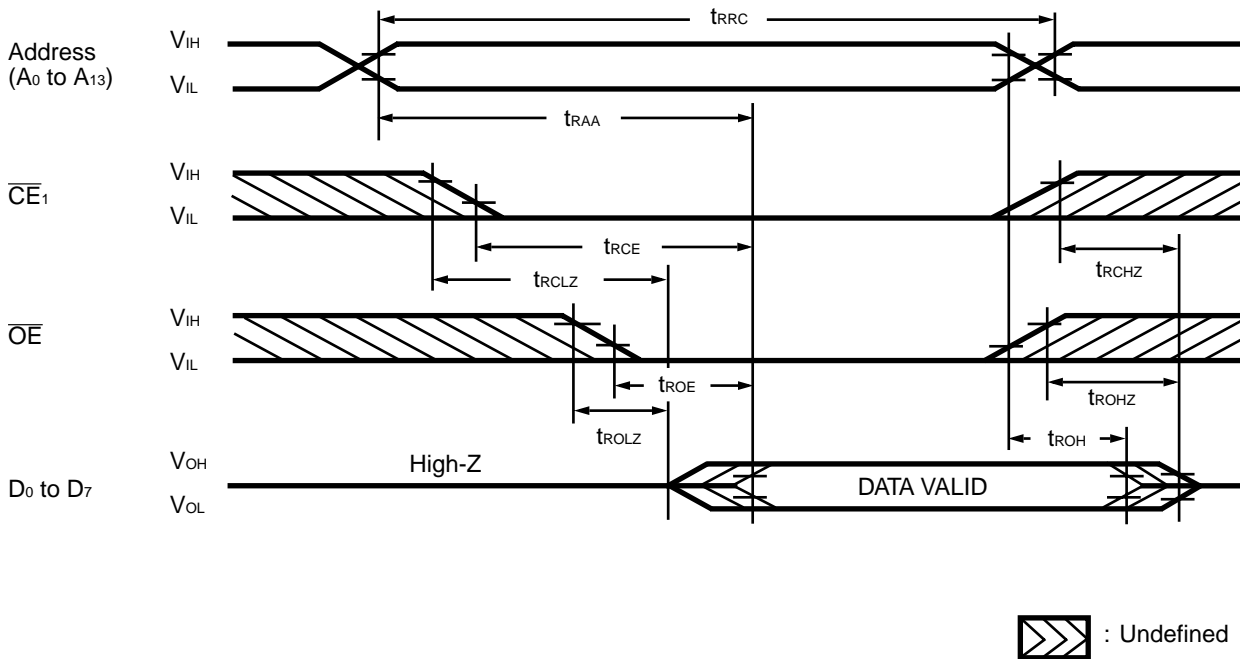 tRRC
Address
(A0 to A13)
VIH
VIL
tRAA
CE1
VIH
VIL
tRCE
tRCLZ
tRCHZ
OE
VIH
VIL
tROE
tROLZ
tROHZ
tROH
D0 to D7
VOH
VOL
High-Z
DATA VALID
: Undefined